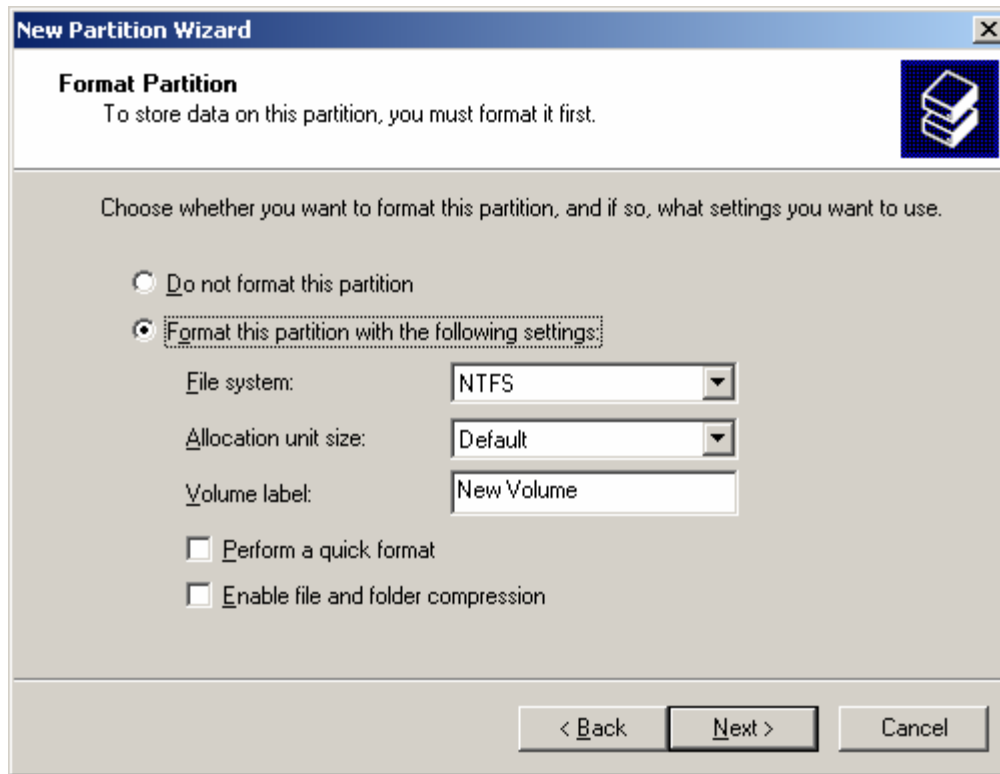 New Partition Wizard
Format Partition
To store data on this partition, you must format it first.
Choose whether you want to format this partition, and if so, what settings you want to use.
Do not format this partition
Format this partition with the following settings:
File system: NTFS
Allocation unit size: Default
Volume label: New Volume
Perform a quick format
Enable file and folder compression
< Back Next > Cancel